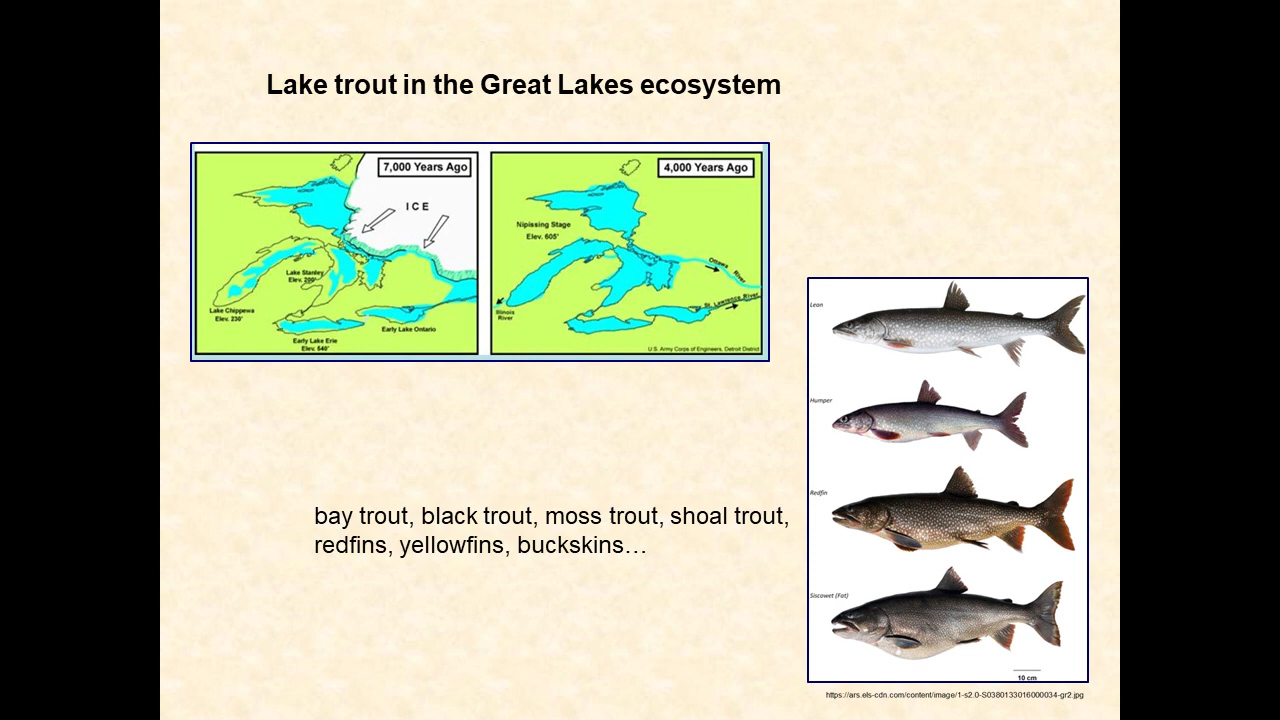 Lake trout in the Great Lakes ecosystem
7,000 Years Ago
ICE
Lake Stanley
Elev. 200'
Lake Chippewa
Elev. 230'
Early Lake Ontario
Early Lake Erie
Elev. 540'
4,000 Years Ago
Nipissing Stage
Elev. 605'
Ottawa River
St. Lawrence River
Illinois
River
U.S. Army Corps of Engineers, Detroit District
Lean
Humper
Redfin
Siscowet (Fat)
10 cm
bay trout, black trout, moss trout, shoal trout,
redfins, yellowfins, buckskins…
https://ars.els-cdn.com/content/image/1-s2.0-S0380133016000034-gr2.jpg